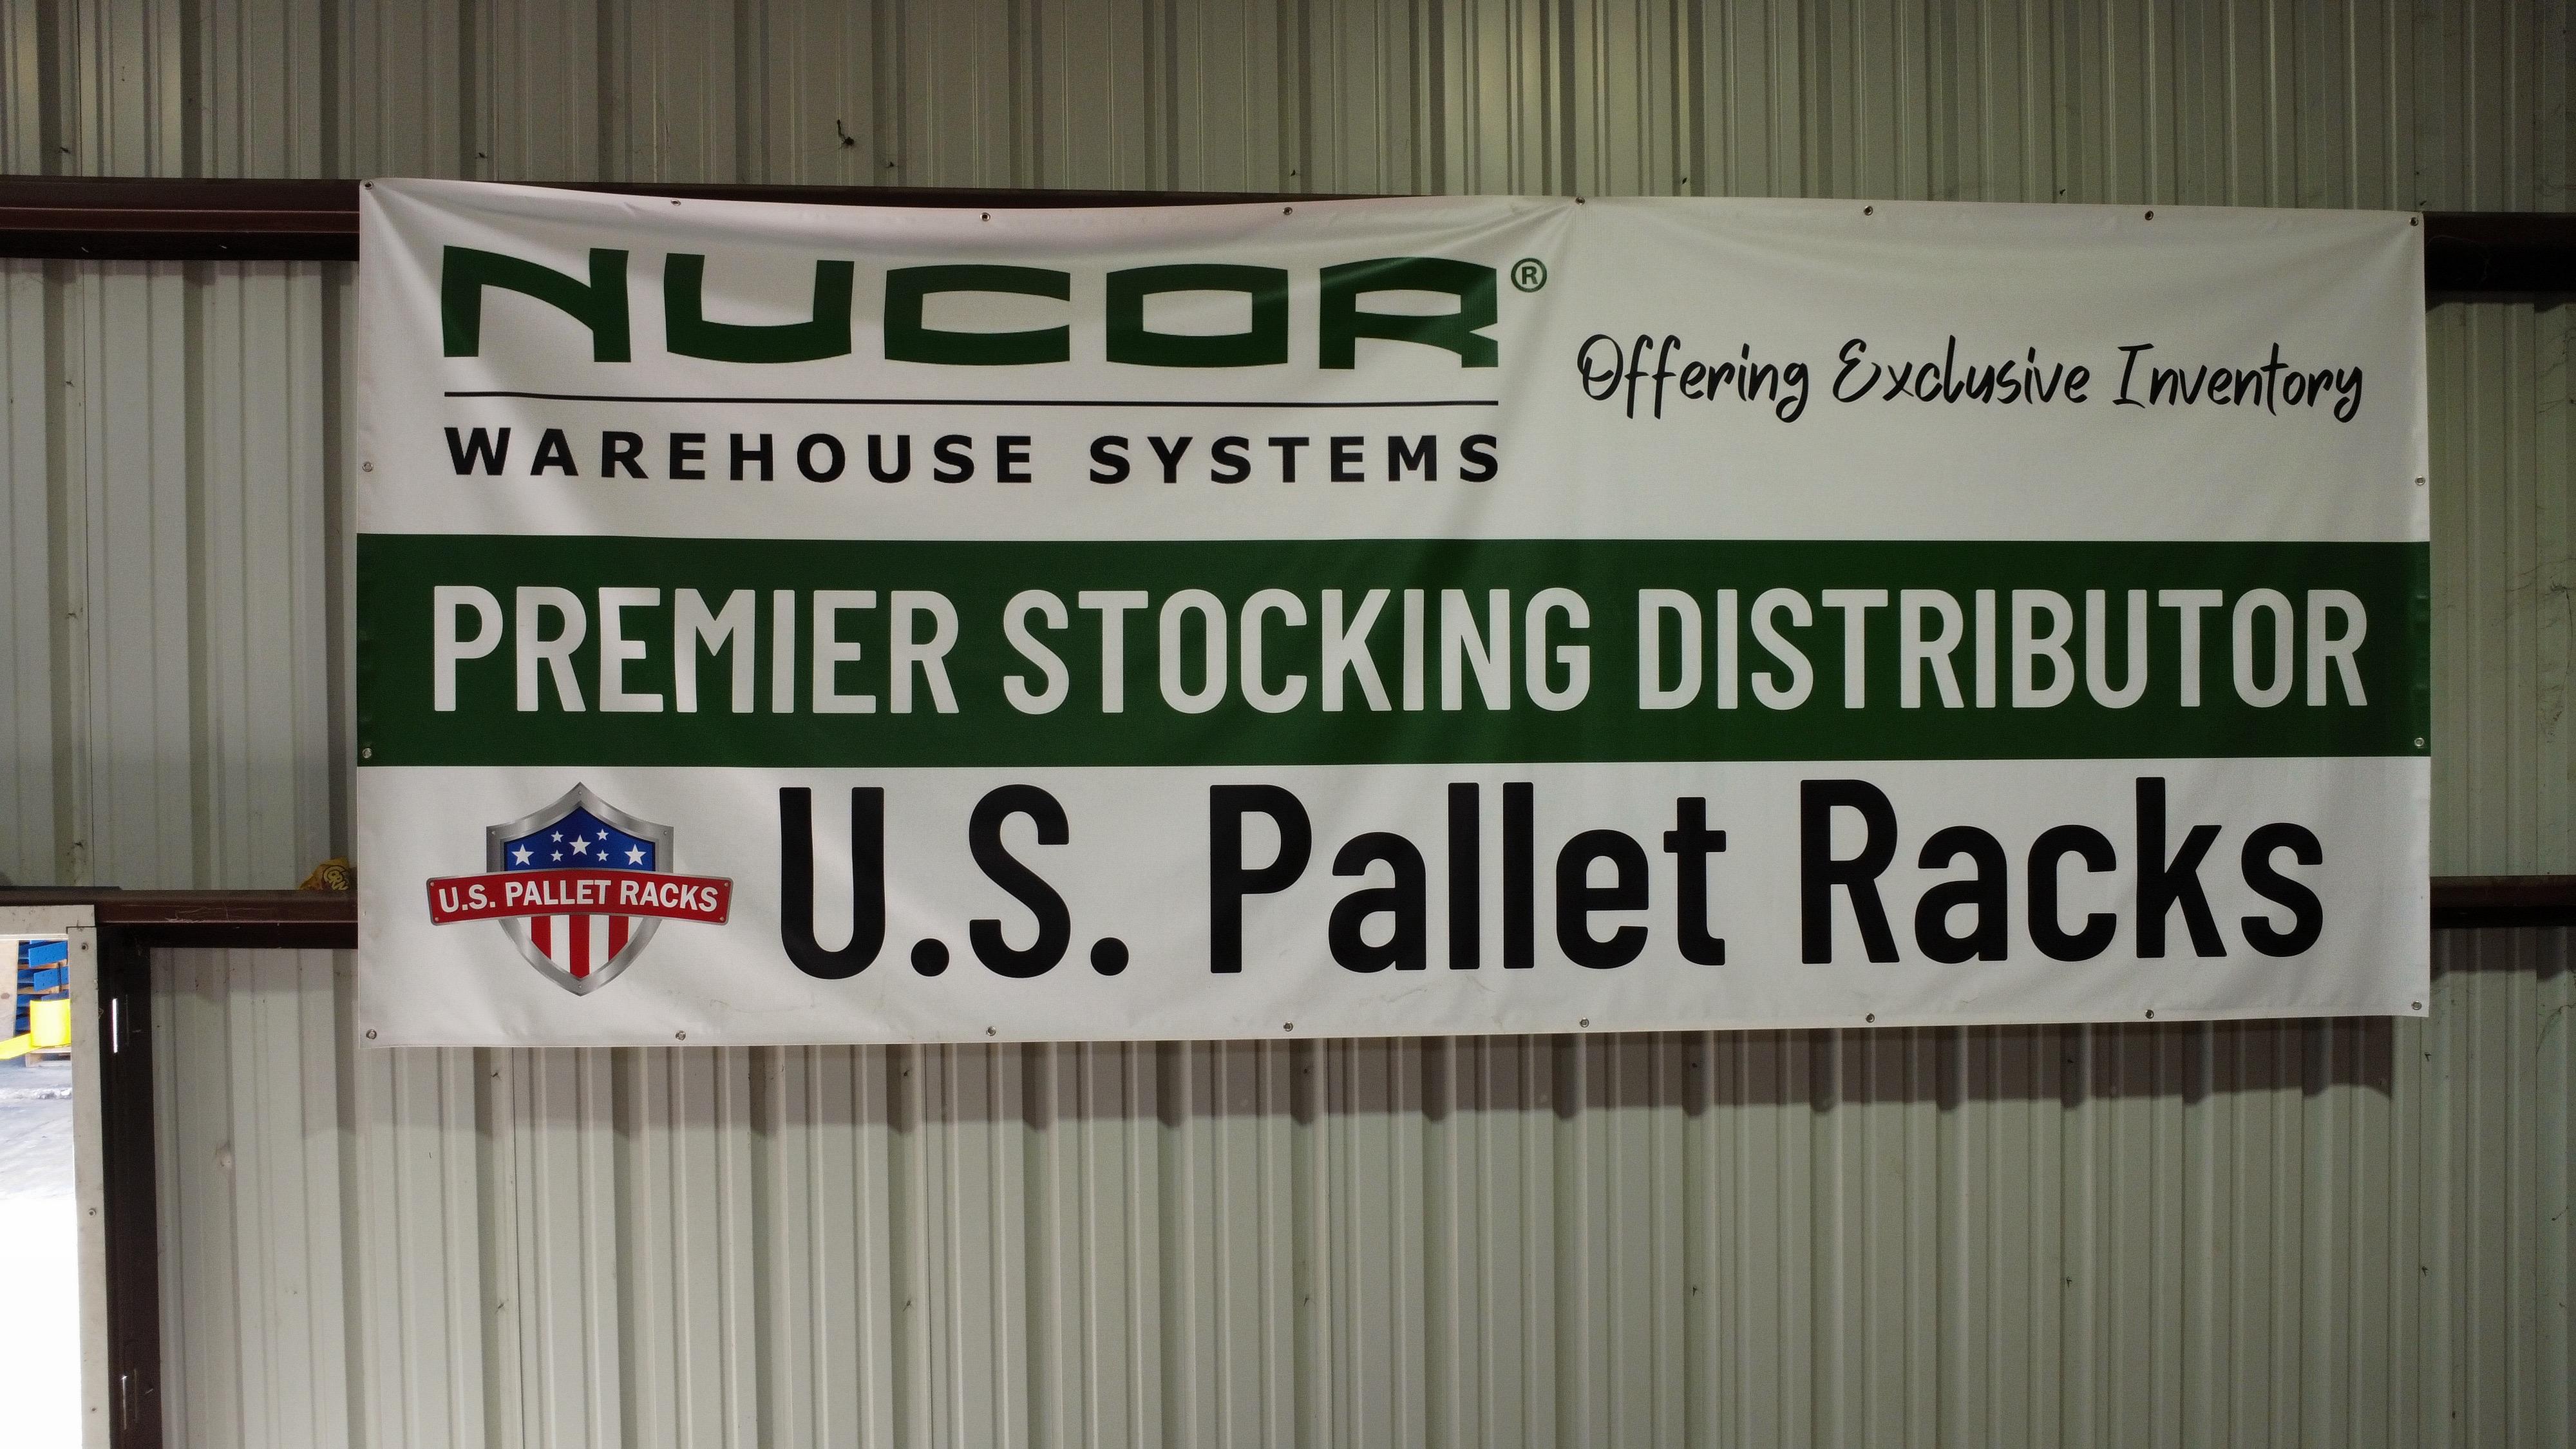 NUCOR®
WAREHOUSE SYSTEMS
Offering Exclusive Inventory
PREMIER STOCKING DISTRIBUTOR
U.S. PALLET RACKS
U.S. Pallet Racks